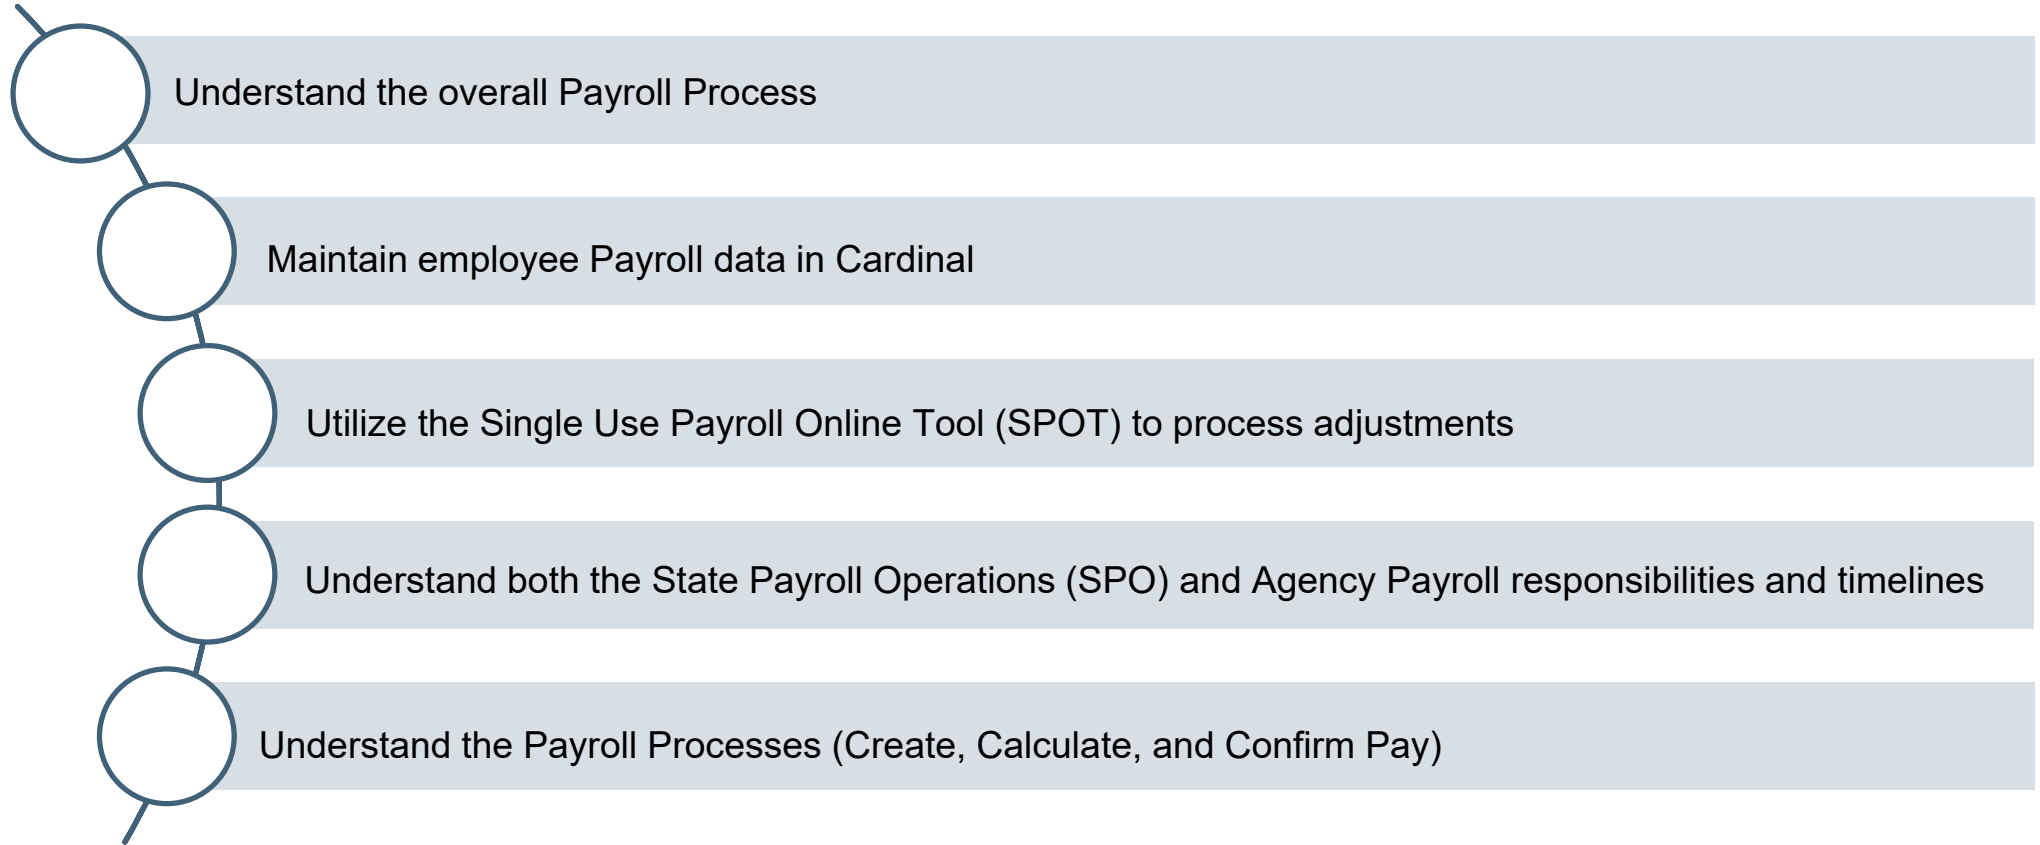 Understand the overall Payroll Process
Maintain employee Payroll data in Cardinal
Utilize the Single Use Payroll Online Tool (SPOT) to process adjustments
Understand both the State Payroll Operations (SPO) and Agency Payroll responsibilities and timelines
Understand the Payroll Processes (Create, Calculate, and Confirm Pay)